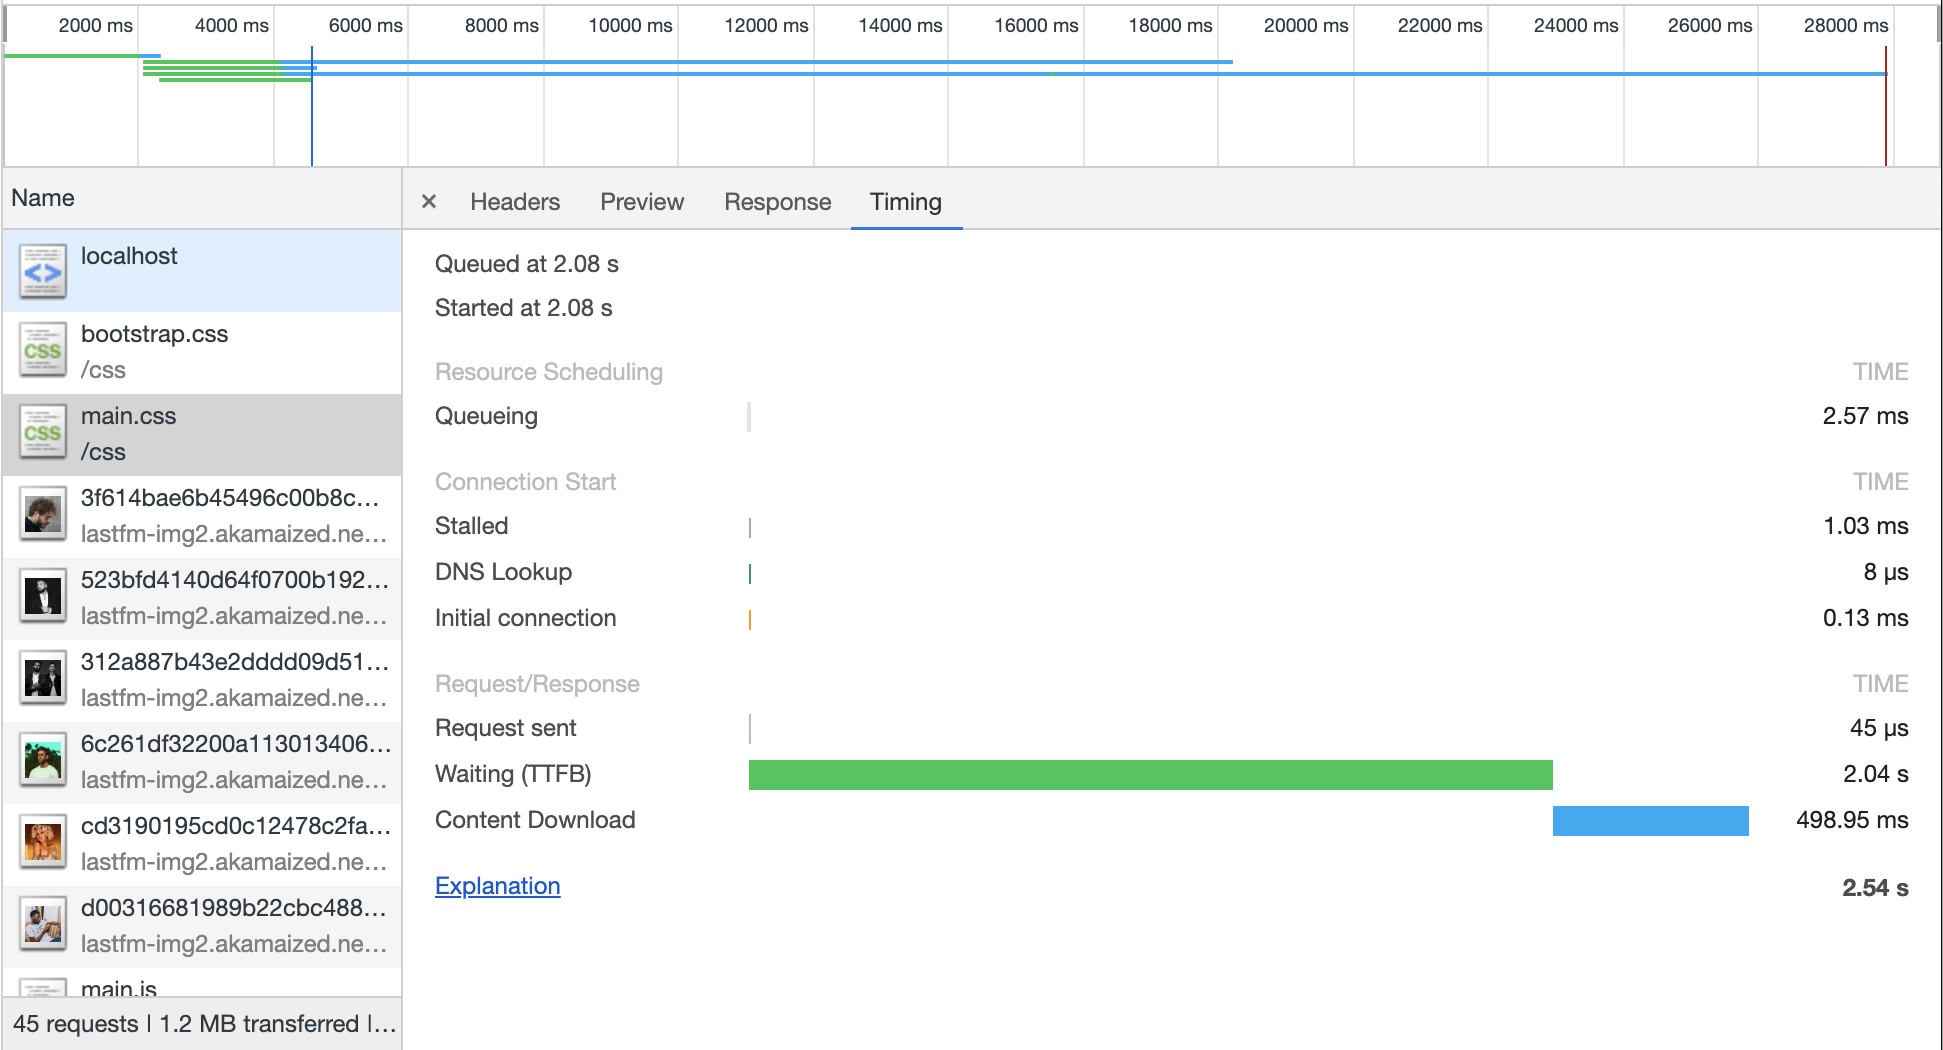 2000 ms 4000 ms 6000 ms 8000 ms 10000 ms 12000 ms 14000 ms 16000 ms 18000 ms 20000 ms 22000 ms 24000 ms 26000 ms 28000 ms
Name
× Headers Preview Response Timing
localhost
bootstrap.css
/css
main.css
/css
3f614bae6b45496c00b8c...
lastfm-img2.akamaized.ne...
523bfd4140d64f0700b192...
lastfm-img2.akamaized.ne...
312a887b43e2dddd09d51...
lastfm-img2.akamaized.ne...
6c261df32200a113013406...
lastfm-img2.akamaized.ne...
cd3190195cd0c12478c2fa...
lastfm-img2.akamaized.ne...
d00316681989b22cbc488...
lastfm-img2.akamaized.ne...
main.js
45 requests | 1.2 MB transferred |...
Queued at 2.08 s
Started at 2.08 s
Resource Scheduling TIME
Queueing 2.57 ms
Connection Start TIME
Stalled 1.03 ms
DNS Lookup 8 µs
Initial connection 0.13 ms
Request/Response TIME
Request sent 45 µs
Waiting (TTFB) 2.04 s
Content Download 498.95 ms
Explanation 2.54 s